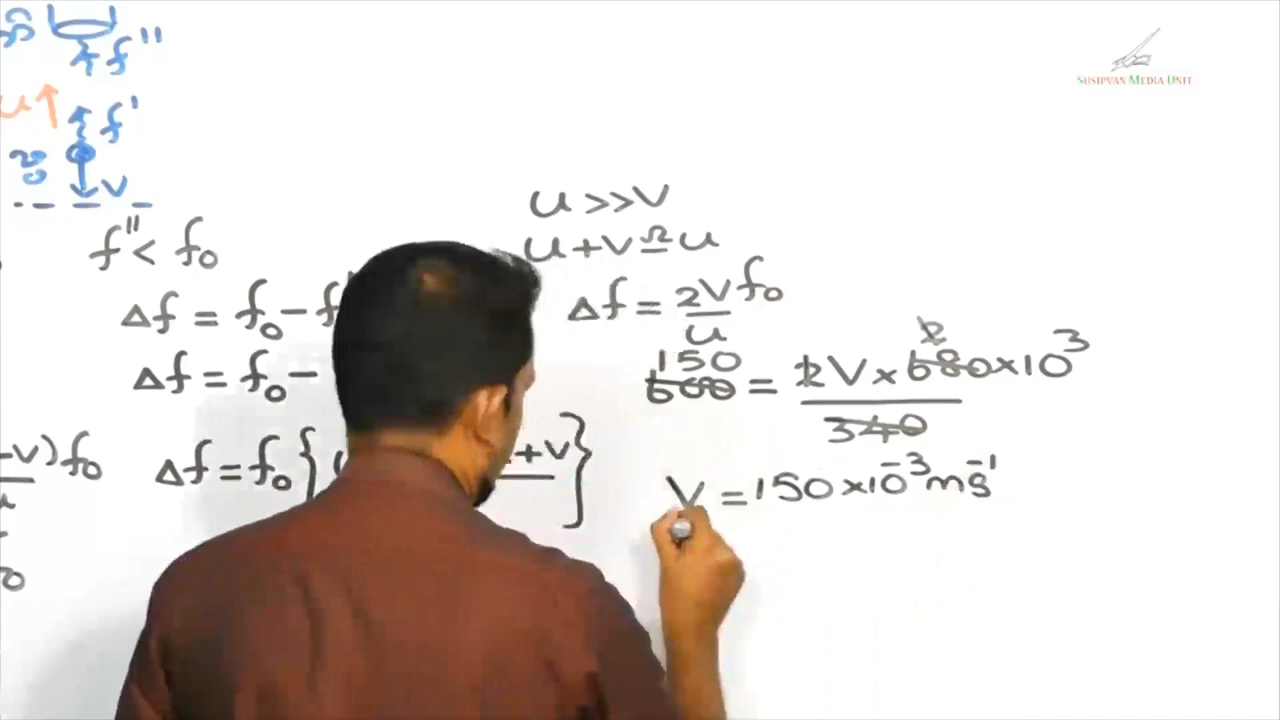 f''
u
f'
V
f'' < f₀
Δf = f₀ - f
Δf = f₀ -
-V)f₀
Δf = f₀ { +V }
u >> V
u + V ≏ u
Δf = 2V f₀
u
150 2
600 = 2V × 680 × 10³
340
V = 150 × 10⁻³ ms⁻¹
SUSIPVAN MEDIA UNIT